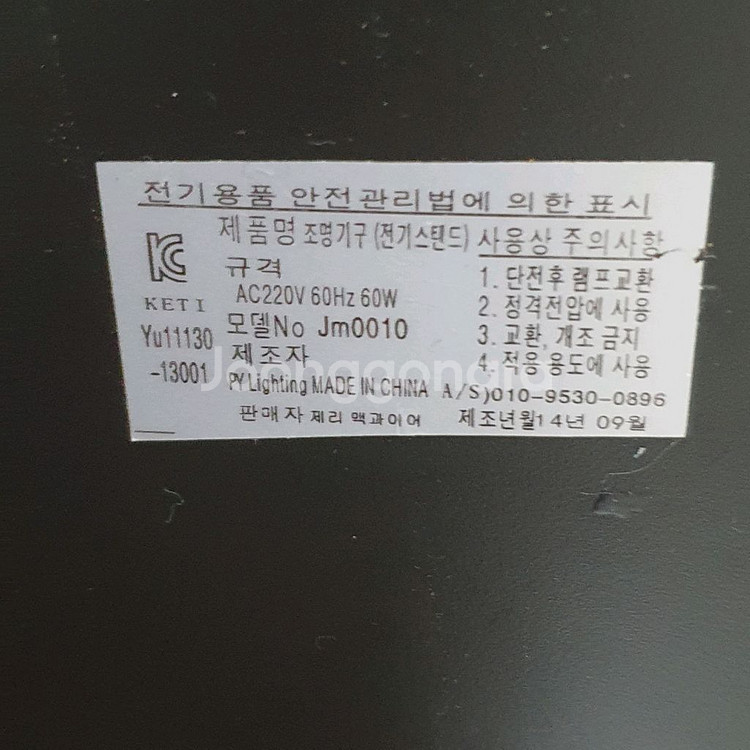 전기용품 안전관리법에 의한 표시
제품명 조명기구 (전기스탠드)
규격
AC220V 60Hz 60W
모델No Jm0010
제조자
PY Lighting MADE IN CHINA
판매자 제리 맥과이어
KC
KETI
Yu11130
-13001
사용상 주의사항
1. 단전후 램프교환
2. 정격전압에 사용
3. 교환, 개조 금지
4. 적용 용도에 사용
A/S)010-9530-0896
제조년월14년 09월
Joonggonara